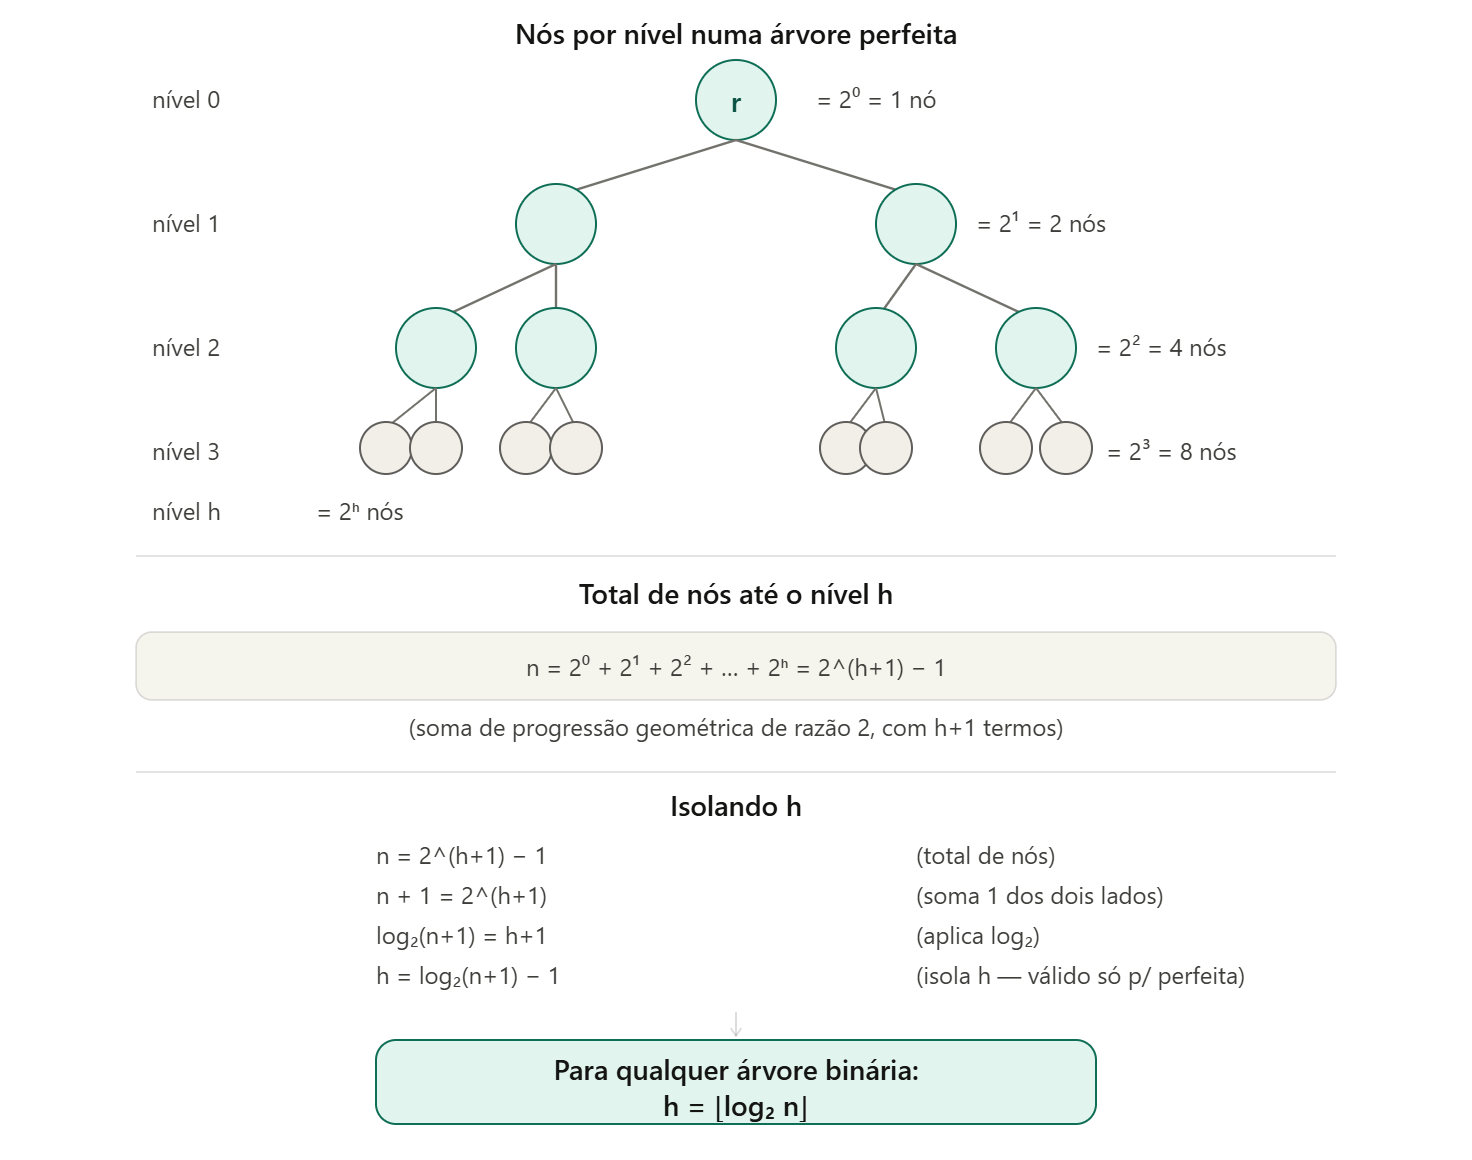 Nós por nível numa árvore perfeita
nível 0 r = 2⁰ = 1 nó
nível 1 = 2¹ = 2 nós
nível 2 = 2² = 4 nós
nível 3 = 2³ = 8 nós
nível h = 2ʰ nós
Total de nós até o nível h
n = 2⁰ + 2¹ + 2² + ... + 2ʰ = 2^(h+1) − 1
(soma de progressão geométrica de razão 2, com h+1 termos)
Isolando h
n = 2^(h+1) − 1 (total de nós)
n + 1 = 2^(h+1) (soma 1 dos dois lados)
log₂(n+1) = h+1 (aplica log₂)
h = log₂(n+1) − 1 (isola h — válido só p/ perfeita)
Para qualquer árvore binária:
h = ⌊log₂ n⌋